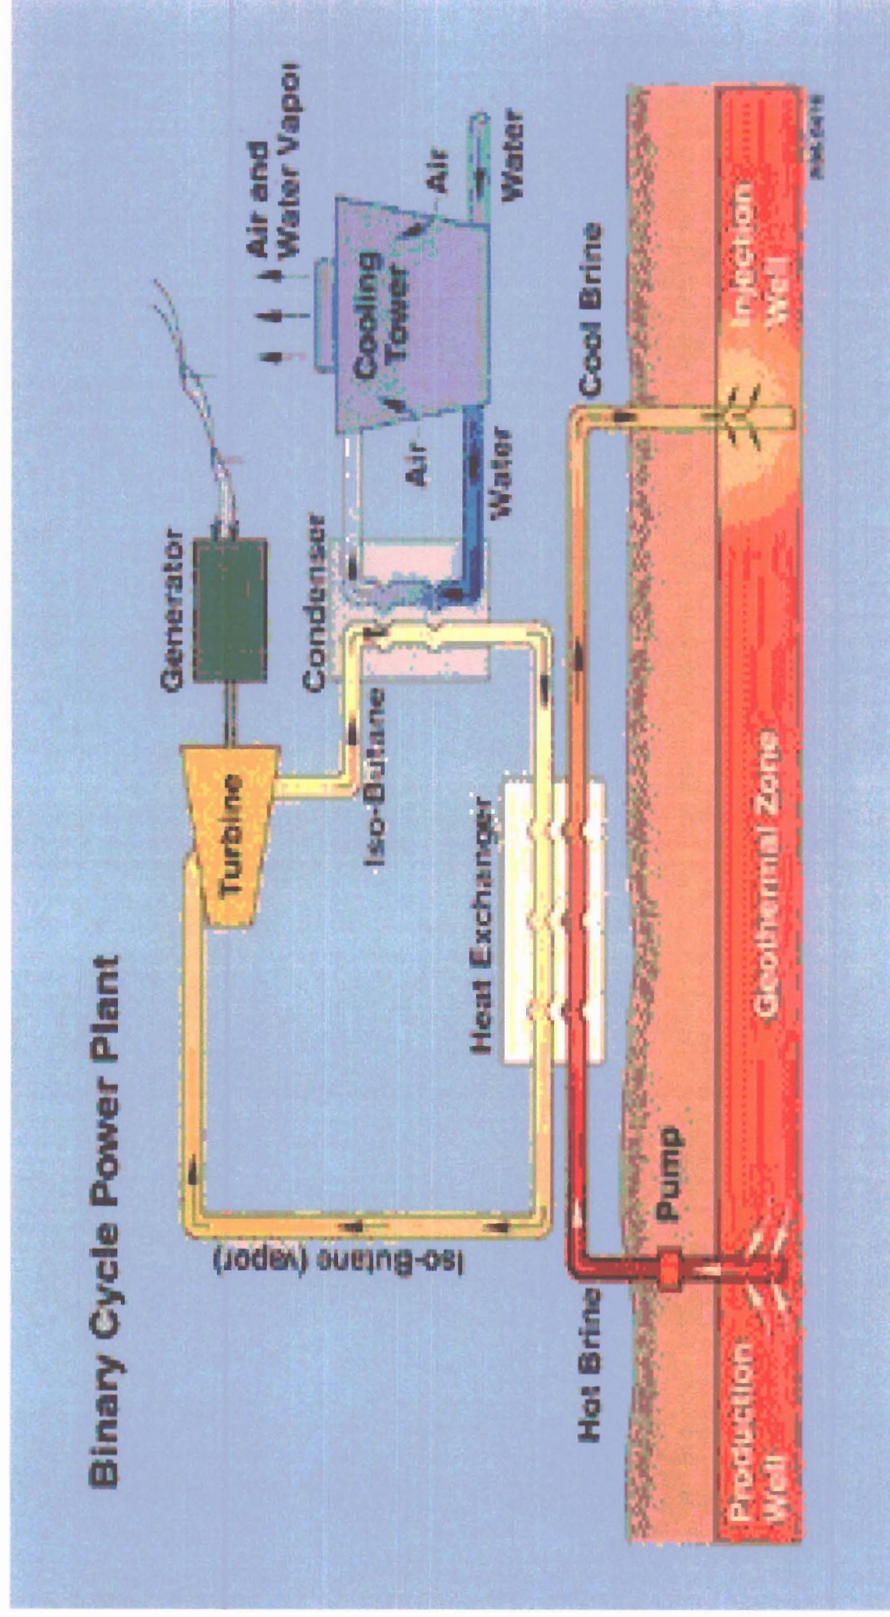 Binary Cycle Power Plant
Iso-Butane (vapor)
Turbine
Generator
Air and
Water Vapor
Iso-Butane
Condenser
Cooling
Tower
Air
Air
Water
Water
Heat Exchanger
Hot Brine
Cool Brine
Pump
Production
Well
Geothermal Zone
Injection
Well